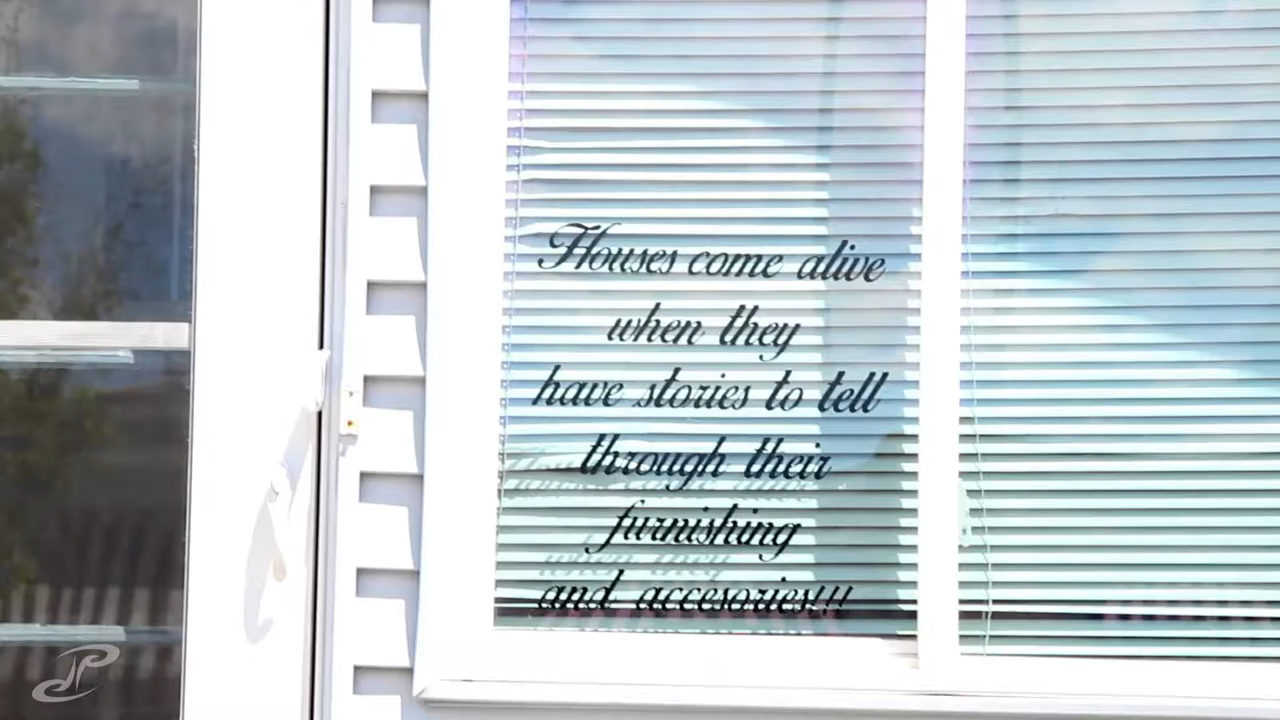 Houses come alive
when they
have stories to tell
through their
furnishing
and accesories!!!